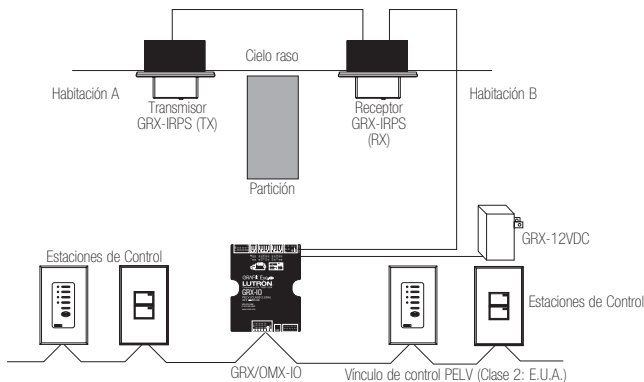 Cielo raso
Habitación A
Transmisor
GRX-IRPS (TX)
Receptor
GRX-IRPS
(RX)
Habitación B
Partición
GRX-12VDC
Estaciones de Control
LUTRON
GRX-IO
Estaciones de Control
GRX/OMX-IO
Vínculo de control PELV (Clase 2: E.U.A.)